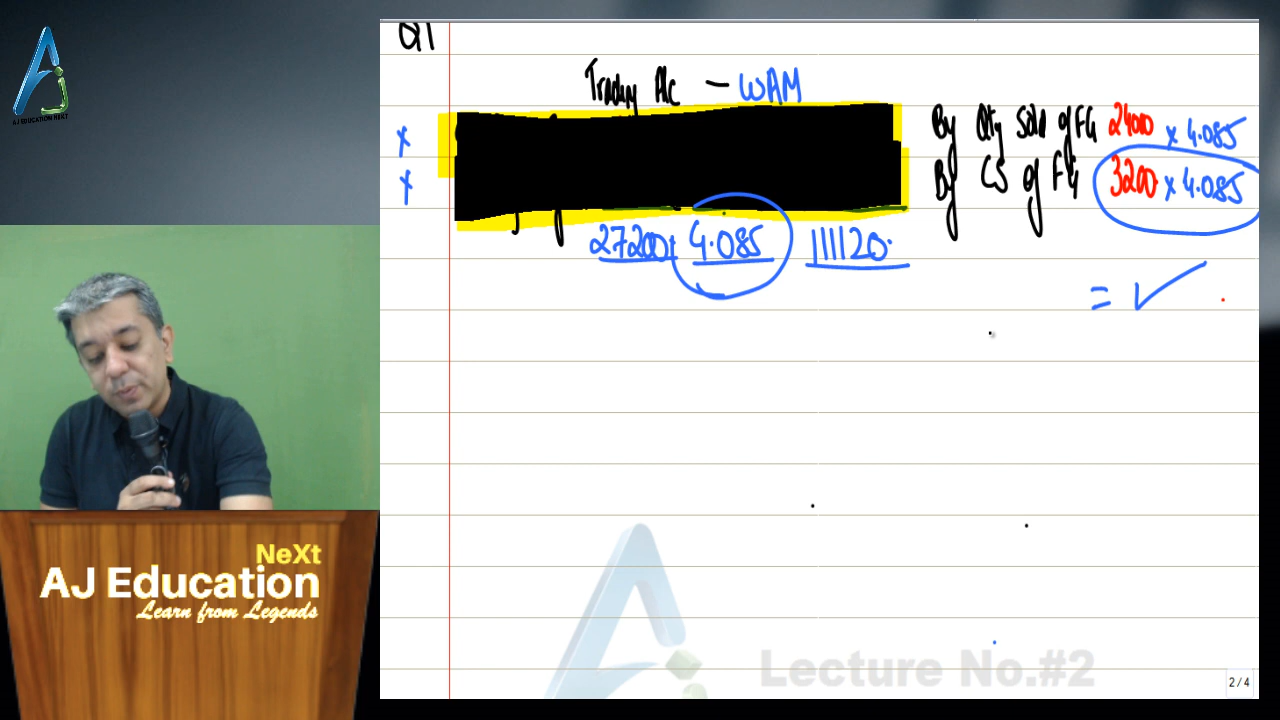 Q1
Trading A/c — WAM
x
x
By Qty Sold of FG 24000 x 4.085
By CS of FG 3200 x 4.085
27200 4.085 111120
= ✓
AJ EDUCATION NEXT
NeXt
AJ Education
Learn from Legends
Lecture No.#2
2/4